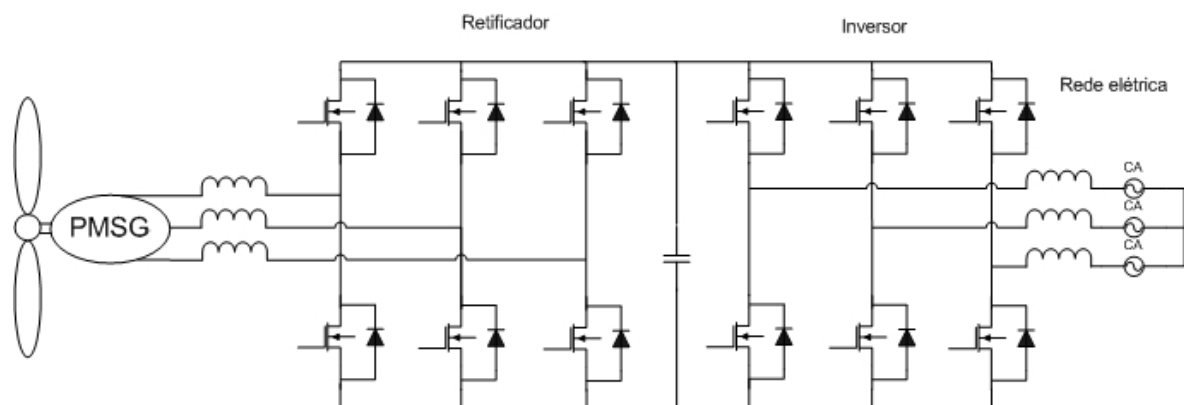 Retificador
Inversor
Rede elétrica
CA
PMSG
CA
CA